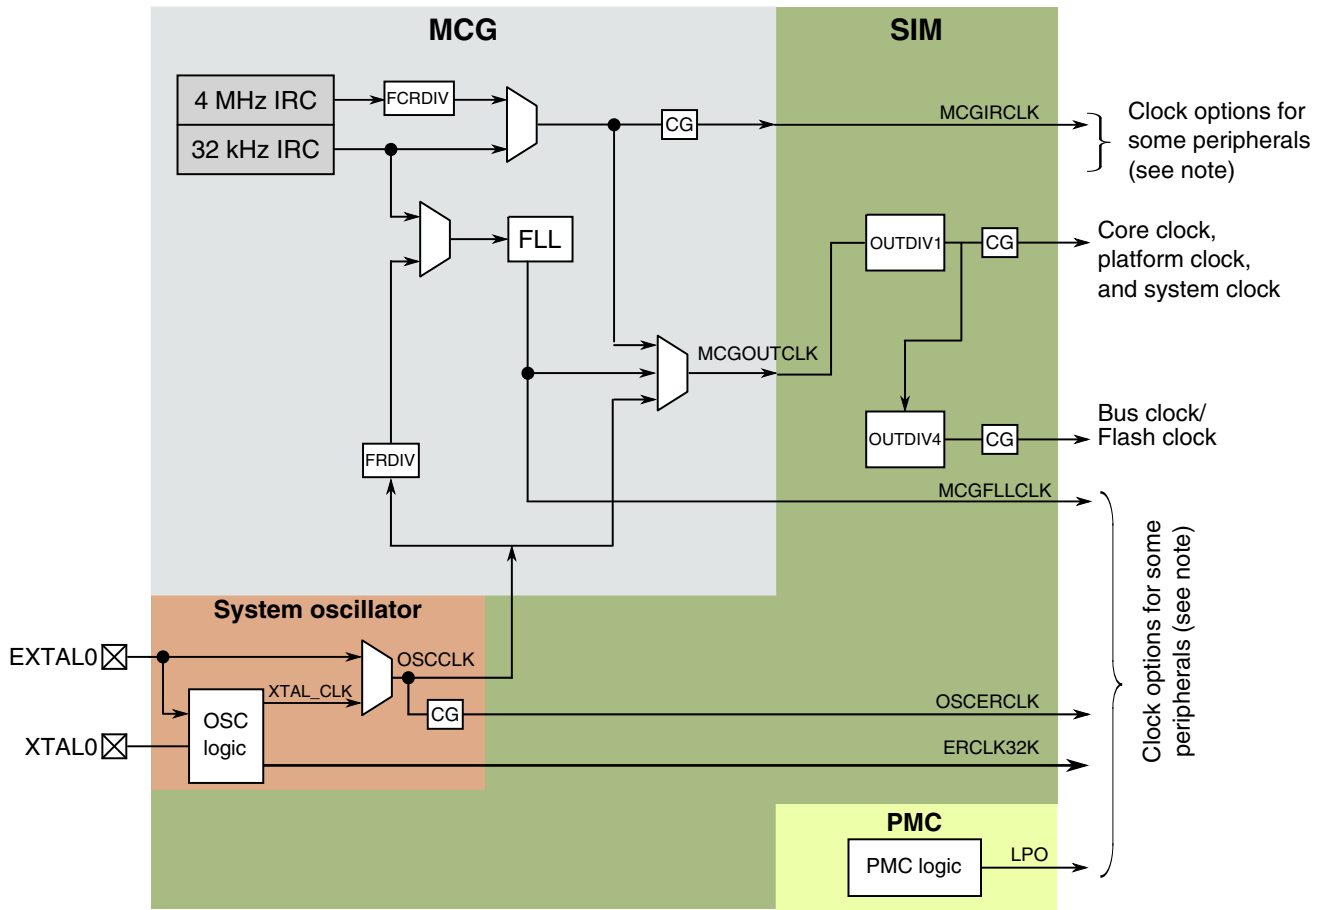 MCG
SIM
4 MHz IRC
FCRDIV
32 kHz IRC
CG
MCGIRCLK
Clock options for
some peripherals
(see note)
FLL
OUTDIV1
CG
Core clock,
platform clock,
and system clock
MCGOUTCLK
FRDIV
OUTDIV4
CG
Bus clock/
Flash clock
MCGFLLCLK
Clock options for some
peripherals (see note)
System oscillator
EXTAL0
OSCCLK
XTAL_CLK
OSC
logic
CG
OSCERCLK
XTAL0
ERCLK32K
PMC
PMC logic
LPO